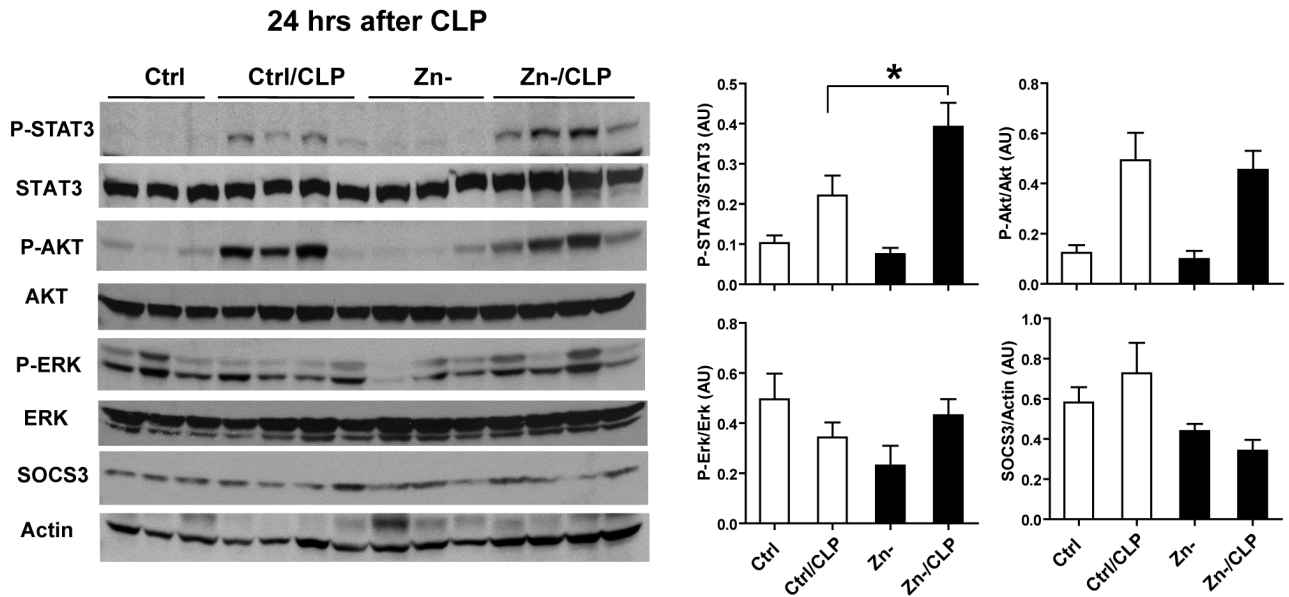 24 hrs after CLP
Ctrl Ctrl/CLP Zn- Zn-/CLP
P-STAT3
STAT3
P-AKT
AKT
P-ERK
ERK
SOCS3
Actin
P-STAT3/STAT3 (AU)
0.5
0.4
0.3
0.2
0.1
0.0
*
P-Akt/Akt (AU)
0.8
0.6
0.4
0.2
0.0
P-Erk/Erk (AU)
0.8
0.6
0.4
0.2
0.0
Ctrl Ctrl/CLP Zn- Zn-/CLP
SOCS3/Actin (AU)
1.0
0.8
0.6
0.4
0.2
0.0
Ctrl Ctrl/CLP Zn- Zn-/CLP